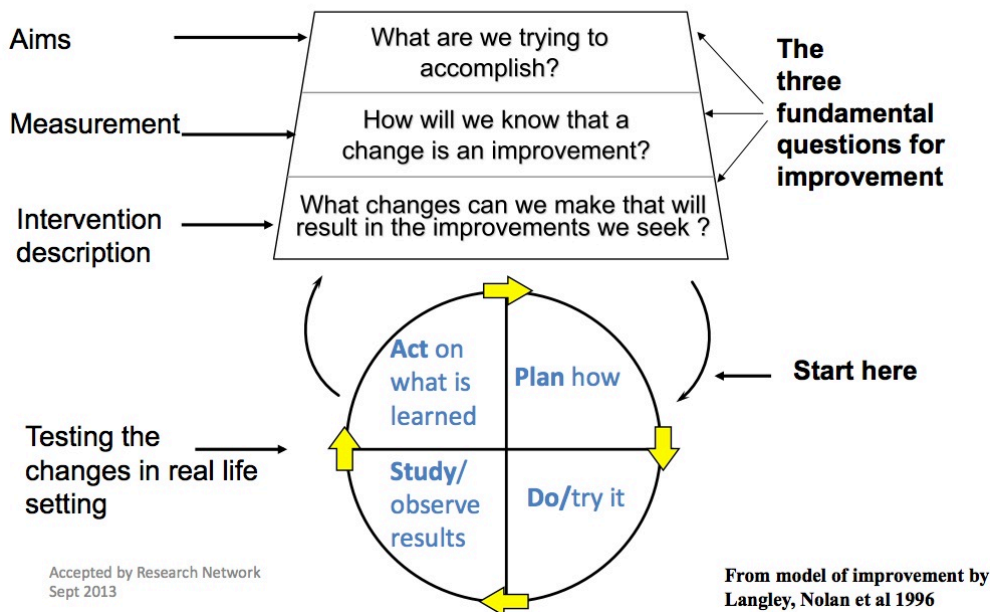 Aims
What are we trying to
accomplish?
The
three
fundamental
questions for
improvement
Measurement
How will we know that a
change is an improvement?
Intervention
description
What changes can we make that will
result in the improvements we seek ?
Act on
what is
learned
Plan how
Start here
Testing the
changes in real life
setting
Study/
observe
results
Do/try it
Accepted by Research Network
Sept 2013
From model of improvement by
Langley, Nolan et al 1996